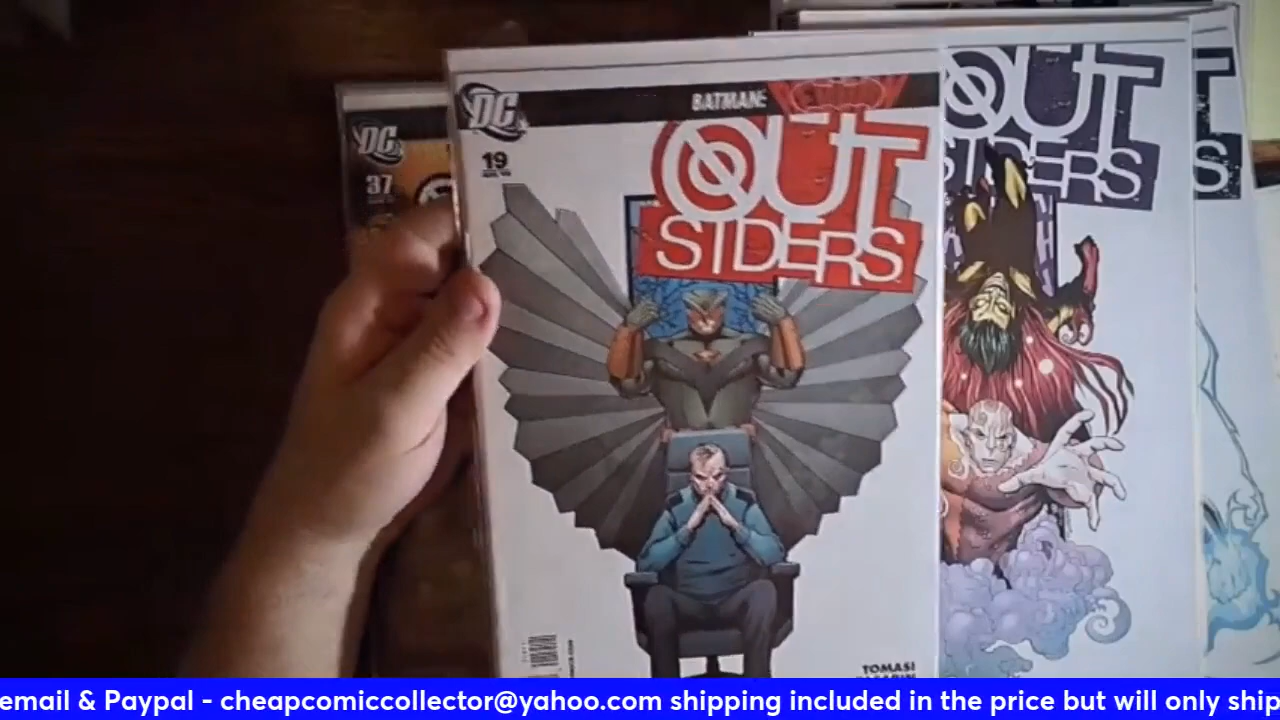 DC
37
DC
BATMAN:
19
OUT
SIDERS
TOMASI
OUT
SIDERS
T
S
email & Paypal - cheapcomiccollector@yahoo.com shipping included in the price but will only ship